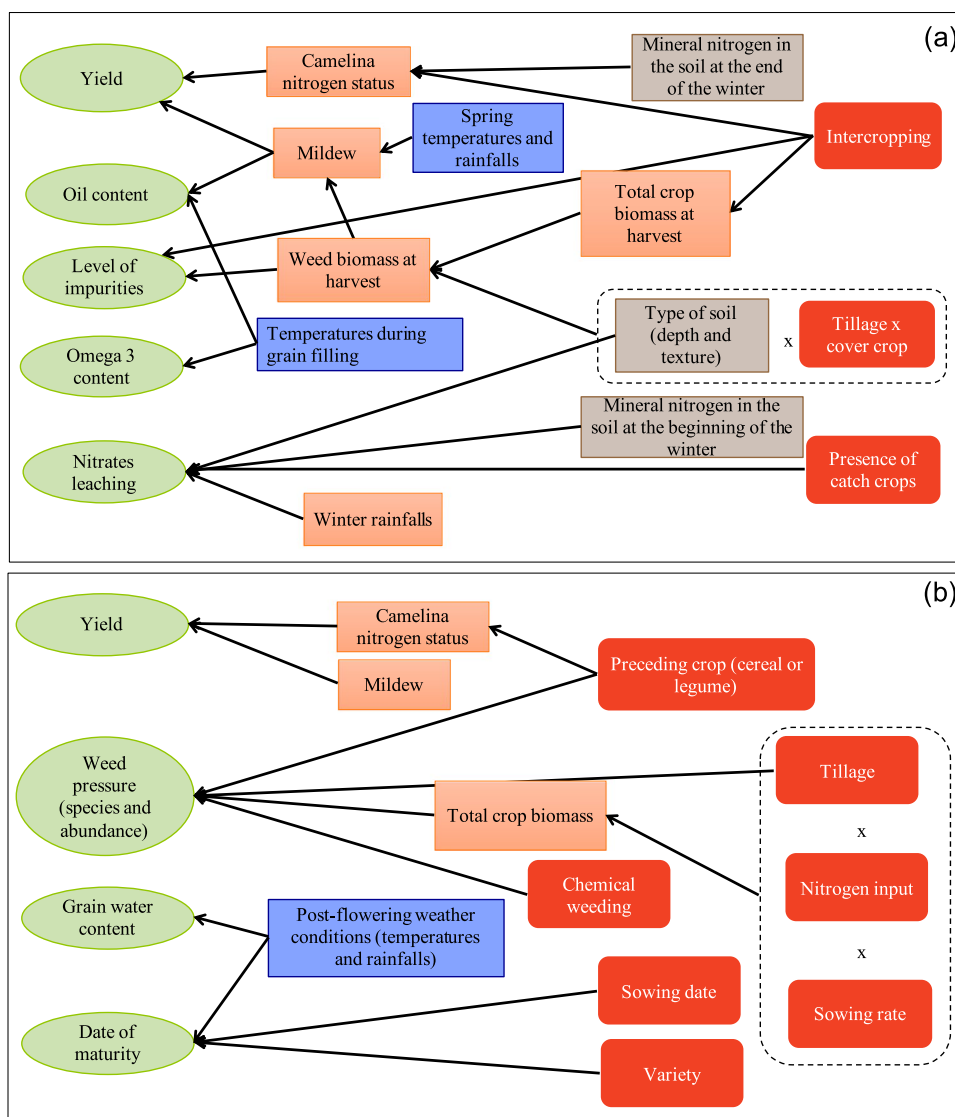 (a)
Yield
Camelina
nitrogen status
Mineral nitrogen in
the soil at the end
of the winter
Intercropping
Mildew
Spring
temperatures and
rainfalls
Oil content
Total crop
biomass at
harvest
Level of
impurities
Weed biomass at
harvest
Temperatures during
grain filling
Omega 3
content
Type of soil
(depth and
texture)
x
Tillage x
cover crop
Mineral nitrogen in the
soil at the beginning of the
winter
Nitrates
leaching
Presence of
catch crops
Winter rainfalls
(b)
Yield
Camelina
nitrogen status
Mildew
Preceding crop (cereal or
legume)
Weed
pressure
(species and
abundance)
Tillage
x
Total crop biomass
Chemical
weeding
Nitrogen input
x
Grain water
content
Post-flowering weather
conditions (temperatures
and rainfalls)
Sowing date
Sowing rate
Date of
maturity
Variety